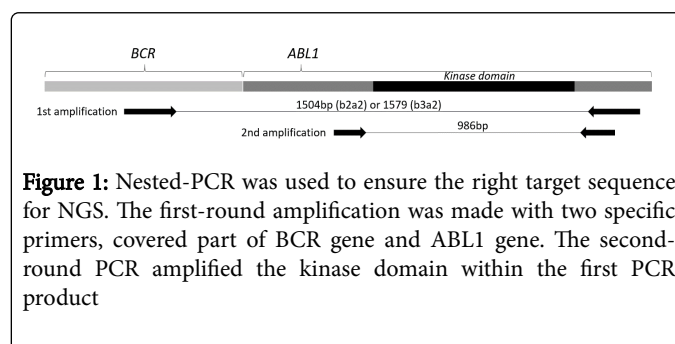 BCR ABL1
Kinase domain
1504bp (b2a2) or 1579 (b3a2)
1st amplification
986bp
2nd amplification
Figure 1: Nested-PCR was used to ensure the right target sequence
for NGS. The first-round amplification was made with two specific
primers, covered part of BCR gene and ABL1 gene. The second-
round PCR amplified the kinase domain within the first PCR
product